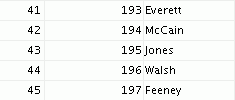 41 193 Everett
42 194 McCain
43 195 Jones
44 196 Walsh
45 197 Feeney